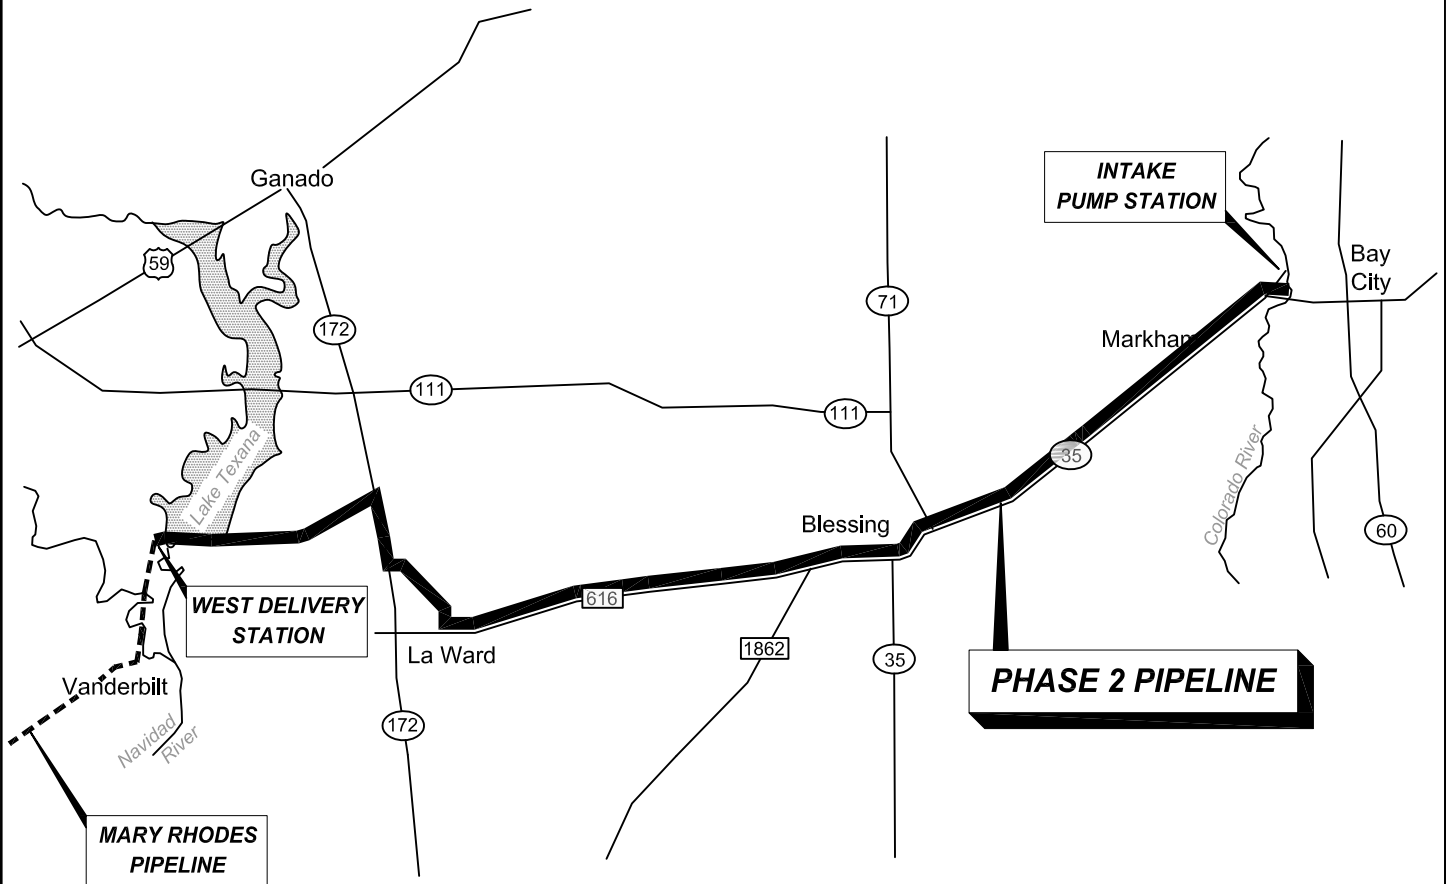 Ganado
INTAKE
PUMP STATION
59
Bay
City
71
172
Markham
111
111
Lake Texana
35
Colorado River
Blessing
60
WEST DELIVERY
STATION
616
La Ward
1862
35
PHASE 2 PIPELINE
Vanderbilt
172
Navidad
River
MARY RHODES
PIPELINE